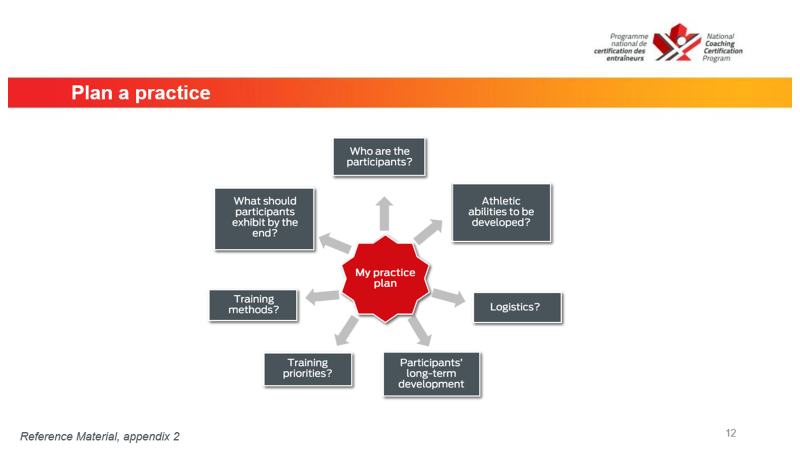 Programme
national de
certification des
entraîneurs
National
Coaching
Certification
Program
Plan a practice
Who are the
participants?
What should
participants
exhibit by the
end?
Athletic
abilities to be
developed?
My practice
plan
Training
methods?
Logistics?
Training
priorities?
Participants'
long-term
development
Reference Material, appendix 2
12